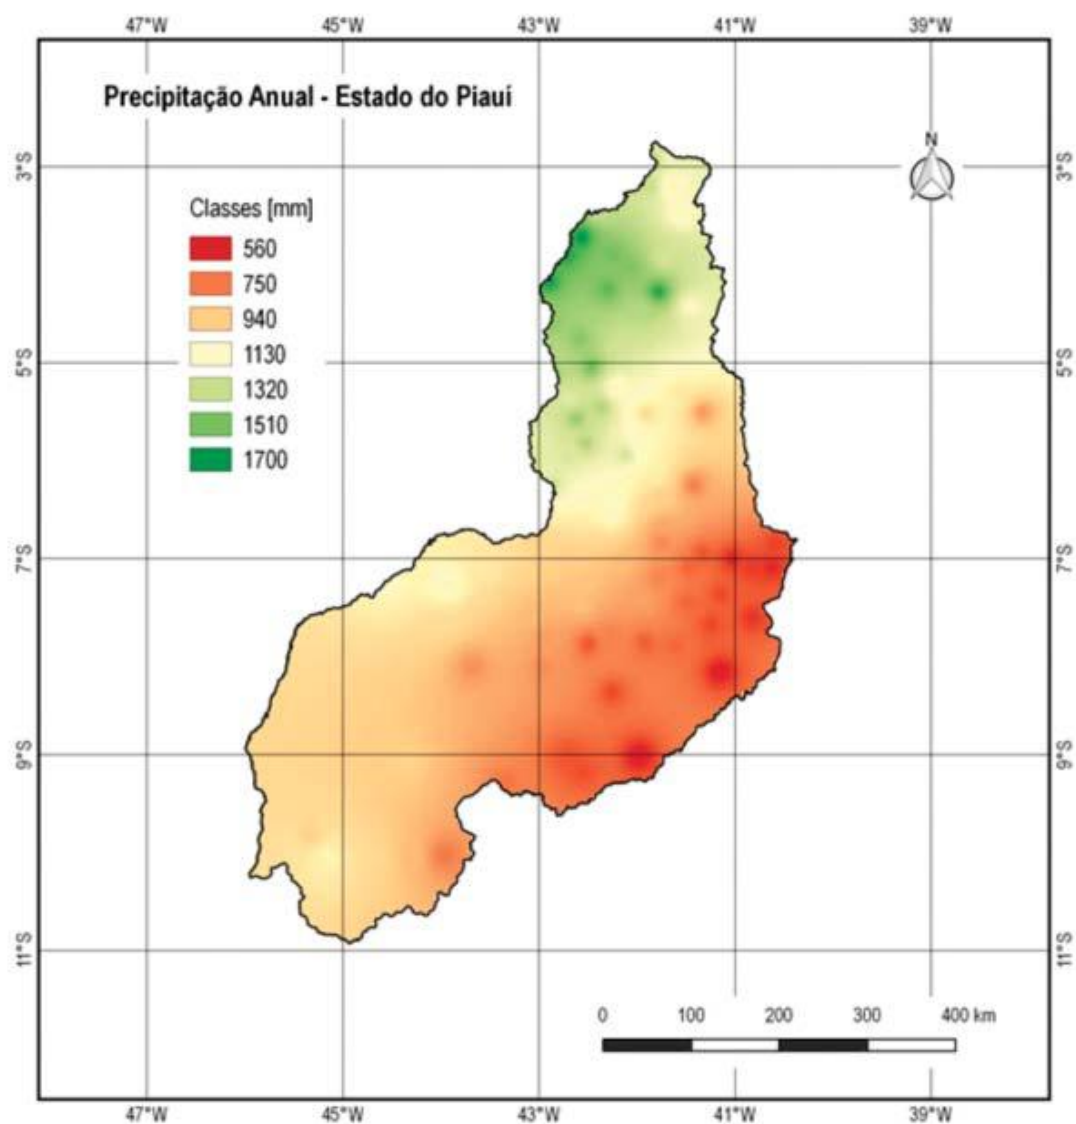 47°W 45°W 43°W 41°W 39°W
Precipitação Anual - Estado do Piauí
N
3°S 3°S
Classes [mm]
560
750
940
1130
1320
1510
1700
5°S 5°S
7°S 7°S
9°S 9°S
11°S 11°S
0 100 200 300 400 km
47°W 45°W 43°W 41°W 39°W